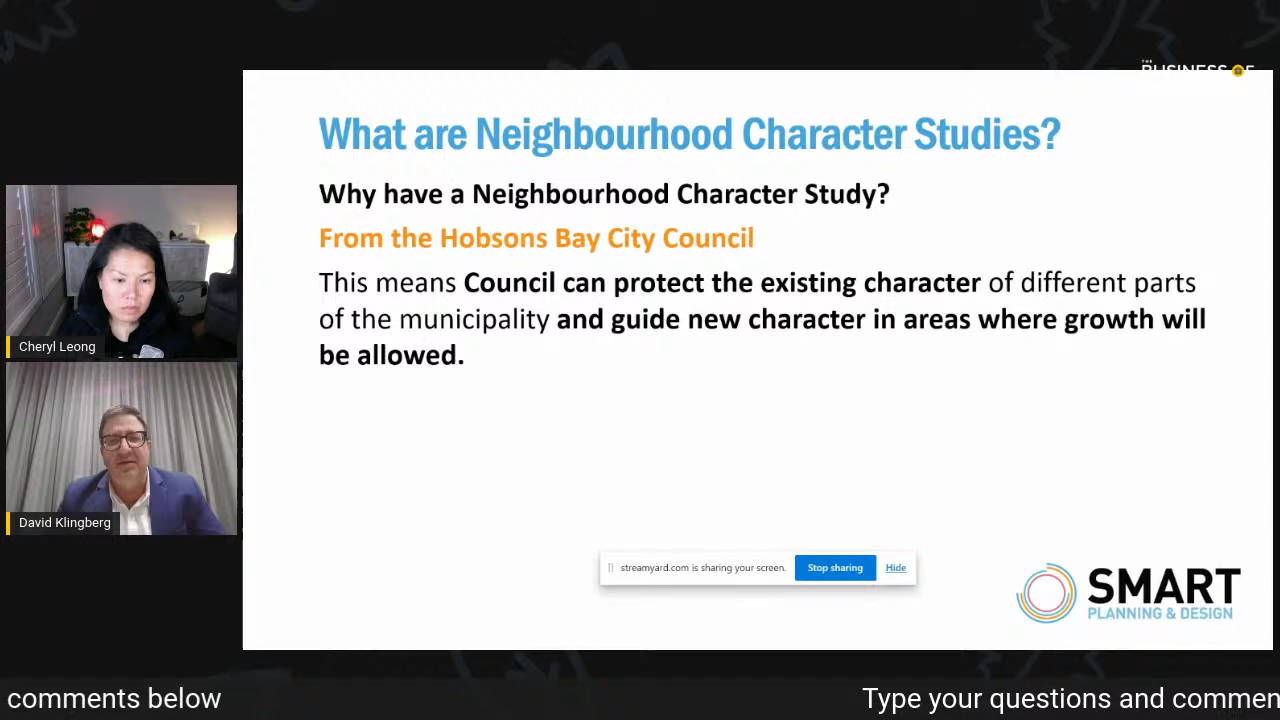 THE
BUSINESS OF
What are Neighbourhood Character Studies?
Why have a Neighbourhood Character Study?
From the Hobsons Bay City Council
This means Council can protect the existing character of different parts
of the municipality and guide new character in areas where growth will
be allowed.
Cheryl Leong
David Klingberg
streamyard.com is sharing your screen. Stop sharing Hide
SMART
PLANNING & DESIGN
comments below Type your questions and commen